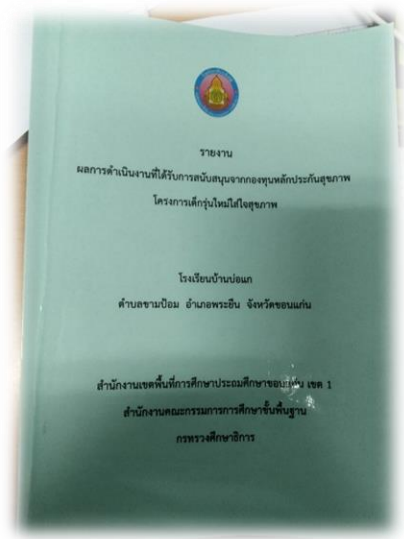 รายงาน
ผลการดำเนินงานที่ได้รับการสนับสนุนจากกองทุนหลักประกันสุขภาพ
โครงการเด็กรุ่นใหม่ใส่ใจสุขภาพ
โรงเรียนบ้านบ่อแก
ตำบลขามป้อม อำเภอพระยืน จังหวัดขอนแก่น
สำนักงานเขตพื้นที่การศึกษาประถมศึกษาขอนแก่น เขต 1
สำนักงานคณะกรรมการการศึกษาขั้นพื้นฐาน
กระทรวงศึกษาธิการ